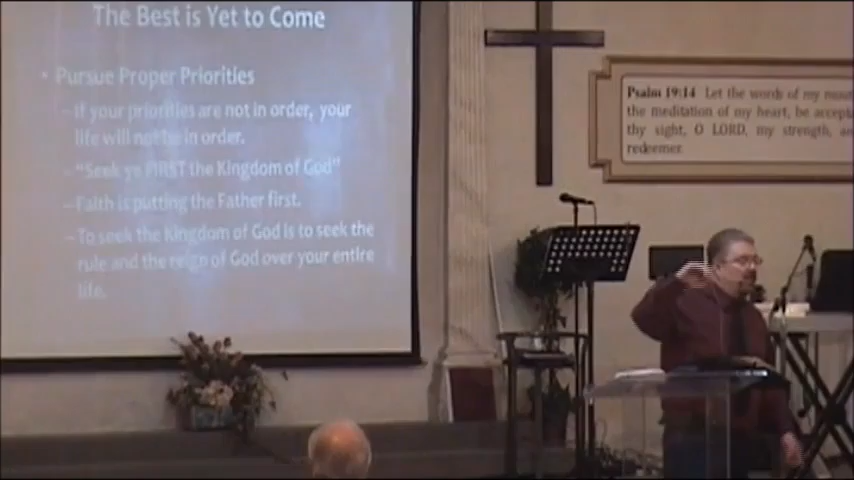 The Best is Yet to Come
• Pursue Proper Priorities
– If your priorities are not in order, your
life will not be in order.
– "Seek ye FIRST the Kingdom of God"
– Faith is putting the Father first.
– To seek the Kingdom of God is to seek the
rule and the reign of God over your entire
life.
Psalm 19:14 Let the words of my
the meditation of my heart, be
thy sight, O LORD, my strength,
redeemer.